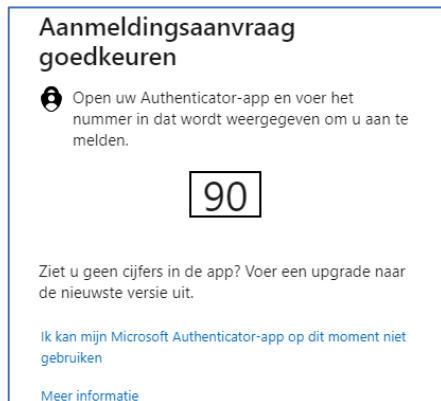 Aanmeldingsaanvraag
goedkeuren
Open uw Authenticator-app en voer het
nummer in dat wordt weergegeven om u aan te
melden.
90
Ziet u geen cijfers in de app? Voer een upgrade naar
de nieuwste versie uit.
Ik kan mijn Microsoft Authenticator-app op dit moment niet
gebruiken
Meer informatie